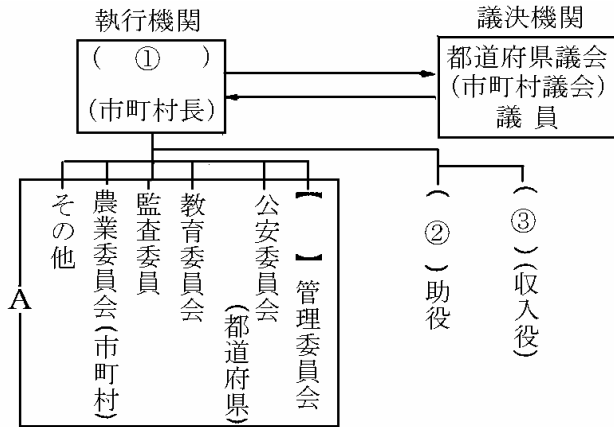 執行機関
( ① )
(市町村長)
議決機関
都道府県議会
(市町村議会)
議員
【 】管理委員会
公安委員会(都道府県)
教育委員会
監査委員
農業委員会(市町村)
その他
A
( ③ )(収入役)
( ② )助役